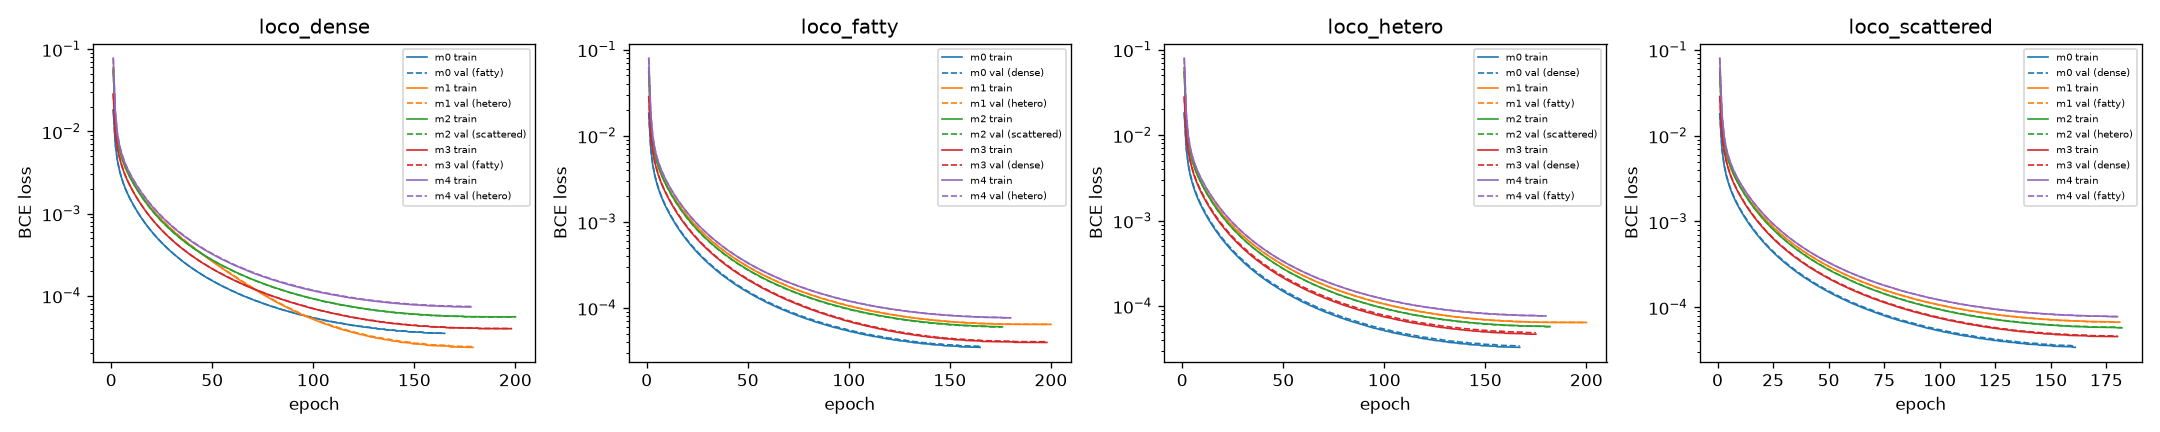 loco_dense
BCE loss
10⁻¹
10⁻²
10⁻³
10⁻⁴
0 50 100 150 200
epoch
m0 train
m0 val (fatty)
m1 train
m1 val (hetero)
m2 train
m2 val (scattered)
m3 train
m3 val (fatty)
m4 train
m4 val (hetero)
loco_fatty
BCE loss
10⁻¹
10⁻²
10⁻³
10⁻⁴
0 50 100 150 200
epoch
m0 train
m0 val (dense)
m1 train
m1 val (hetero)
m2 train
m2 val (scattered)
m3 train
m3 val (dense)
m4 train
m4 val (hetero)
loco_hetero
BCE loss
10⁻¹
10⁻²
10⁻³
10⁻⁴
0 50 100 150 200
epoch
m0 train
m0 val (dense)
m1 train
m1 val (fatty)
m2 train
m2 val (scattered)
m3 train
m3 val (dense)
m4 train
m4 val (fatty)
loco_scattered
BCE loss
10⁻¹
10⁻²
10⁻³
10⁻⁴
0 25 50 75 100 125 150 175
epoch
m0 train
m0 val (dense)
m1 train
m1 val (fatty)
m2 train
m2 val (hetero)
m3 train
m3 val (dense)
m4 train
m4 val (fatty)